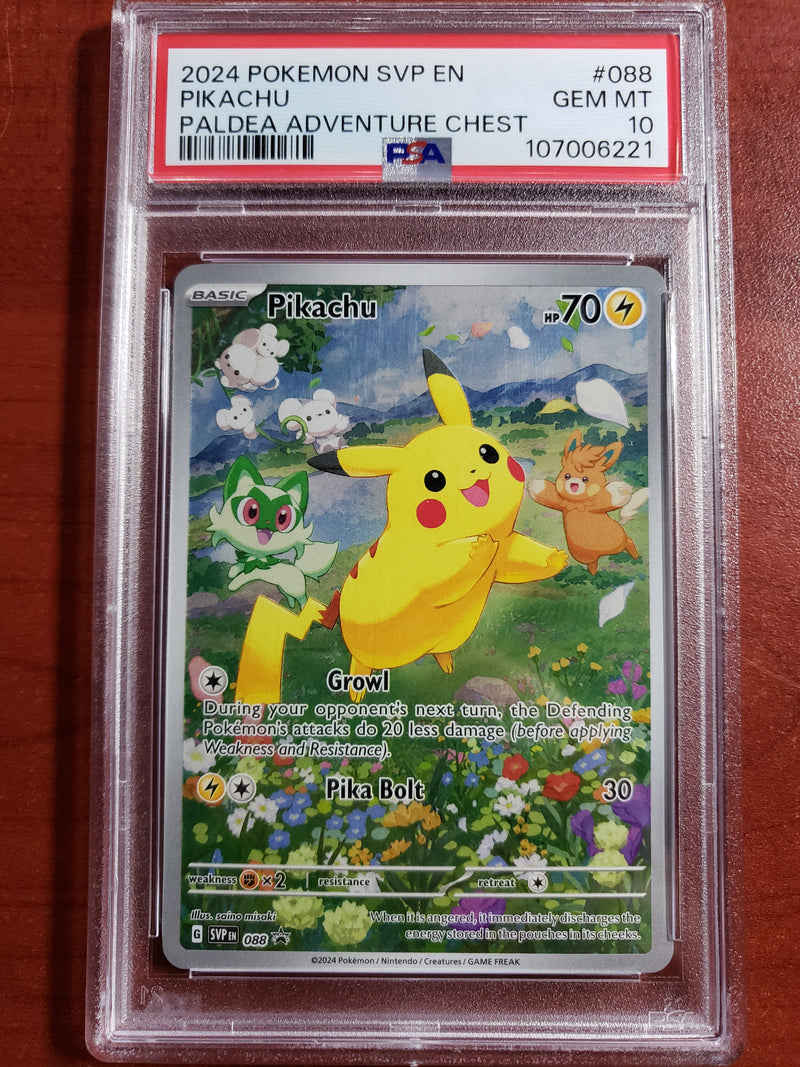 2024 POKEMON SVP EN #088
PIKACHU GEM MT
PALDEA ADVENTURE CHEST 10
PSA 107006221
BASIC Pikachu HP 70
Growl
During your opponent's next turn, the Defending
Pokémon's attacks do 20 less damage (before applying
Weakness and Resistance).
Pika Bolt 30
weakness ×2 resistance retreat
Illus. saino misaki When it is angered, it immediately discharges the
energy stored in the pouches in its cheeks.
G SVP EN 088
©2024 Pokémon / Nintendo / Creatures / GAME FREAK